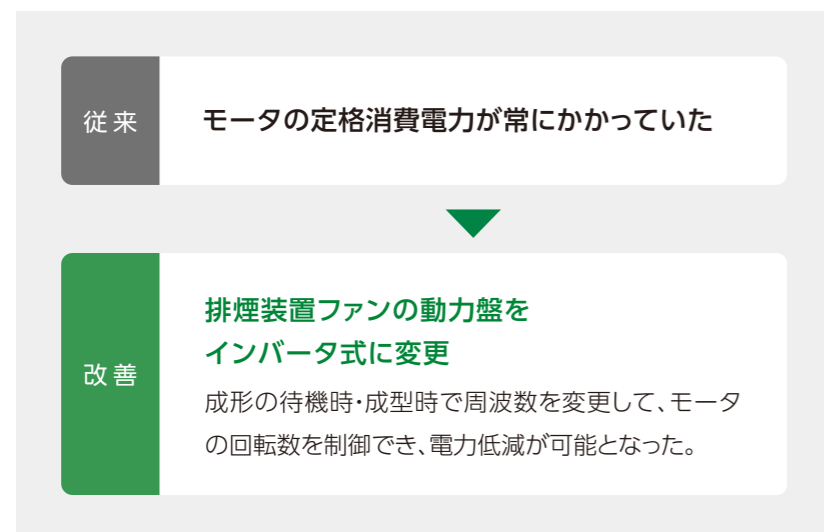 従来
モータの定格消費電力が常にかかっていた
改善
排煙装置ファンの動力盤を
インバータ式に変更
成形の待機時・成型時で周波数を変更して、モータ
の回転数を制御でき、電力低減が可能となった。